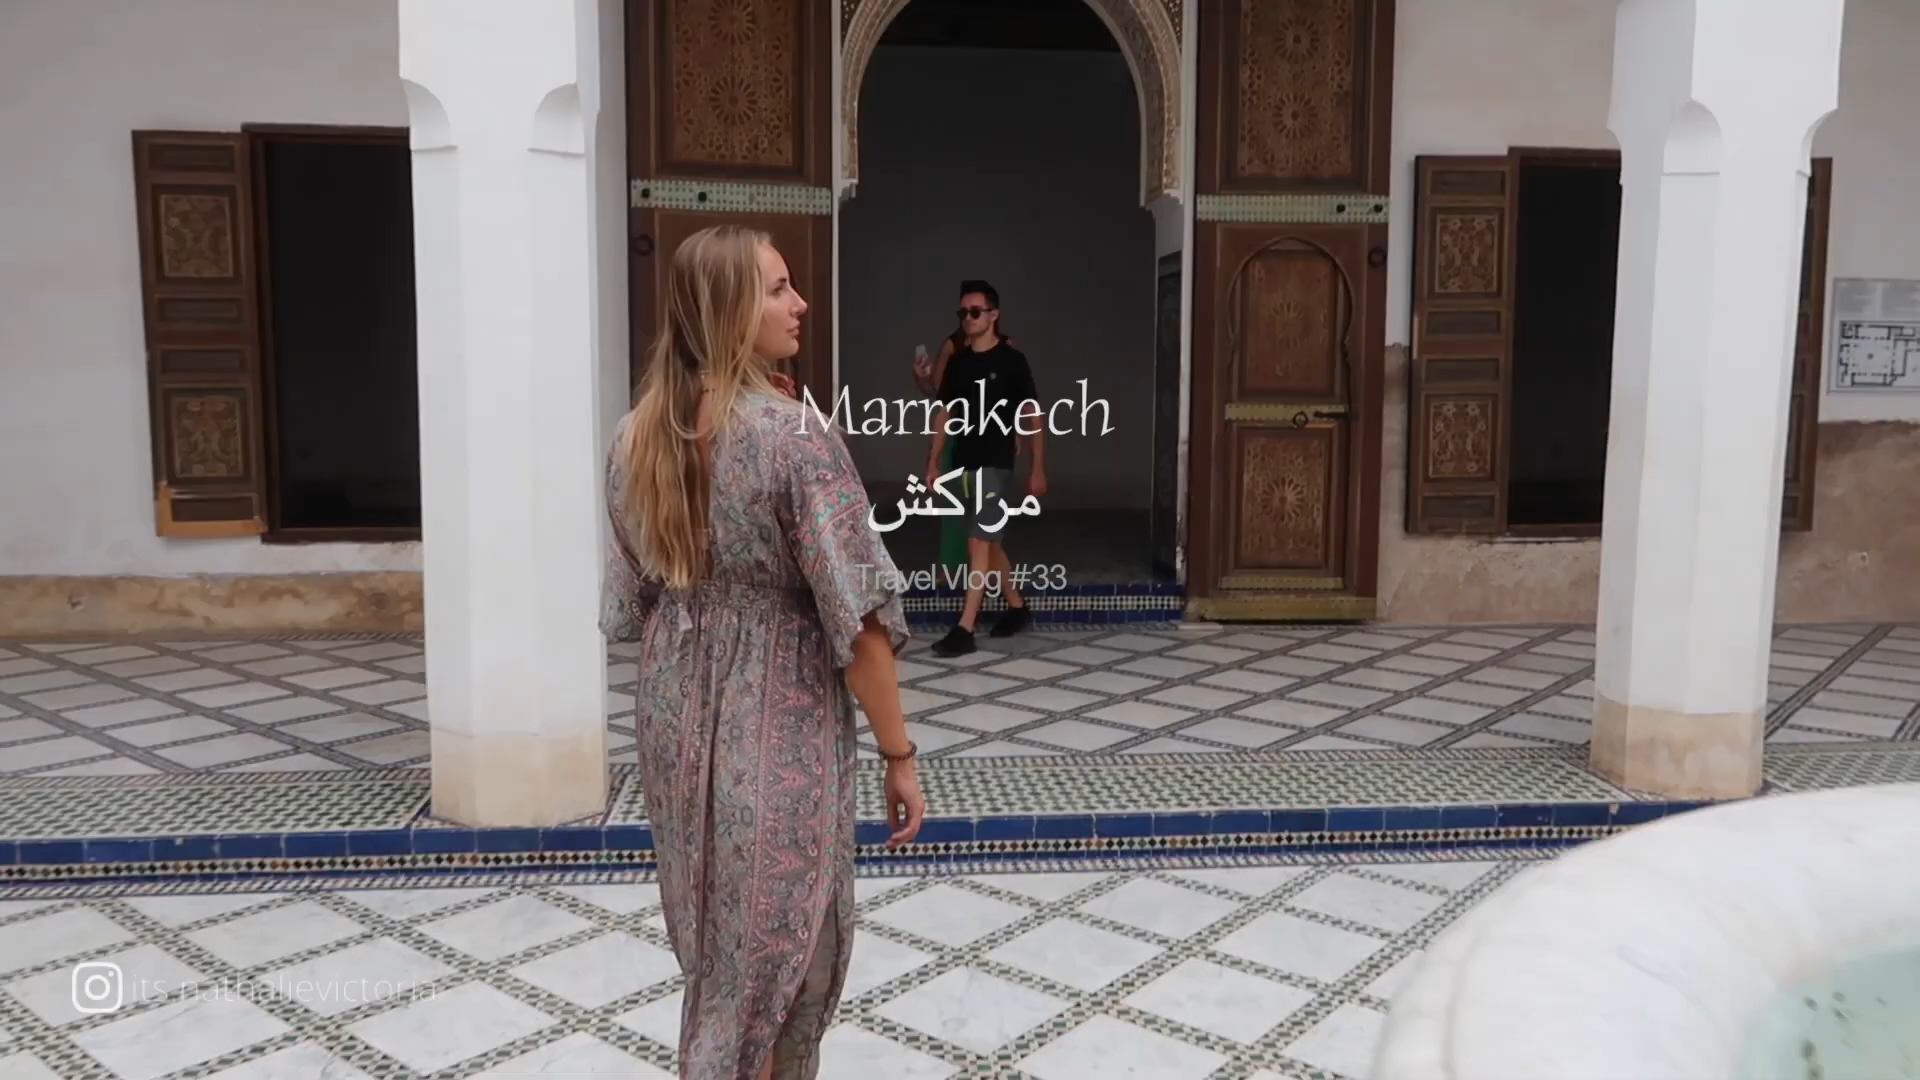 Marrakech
مراكش
Travel Vlog #33
its.nathalievictoria